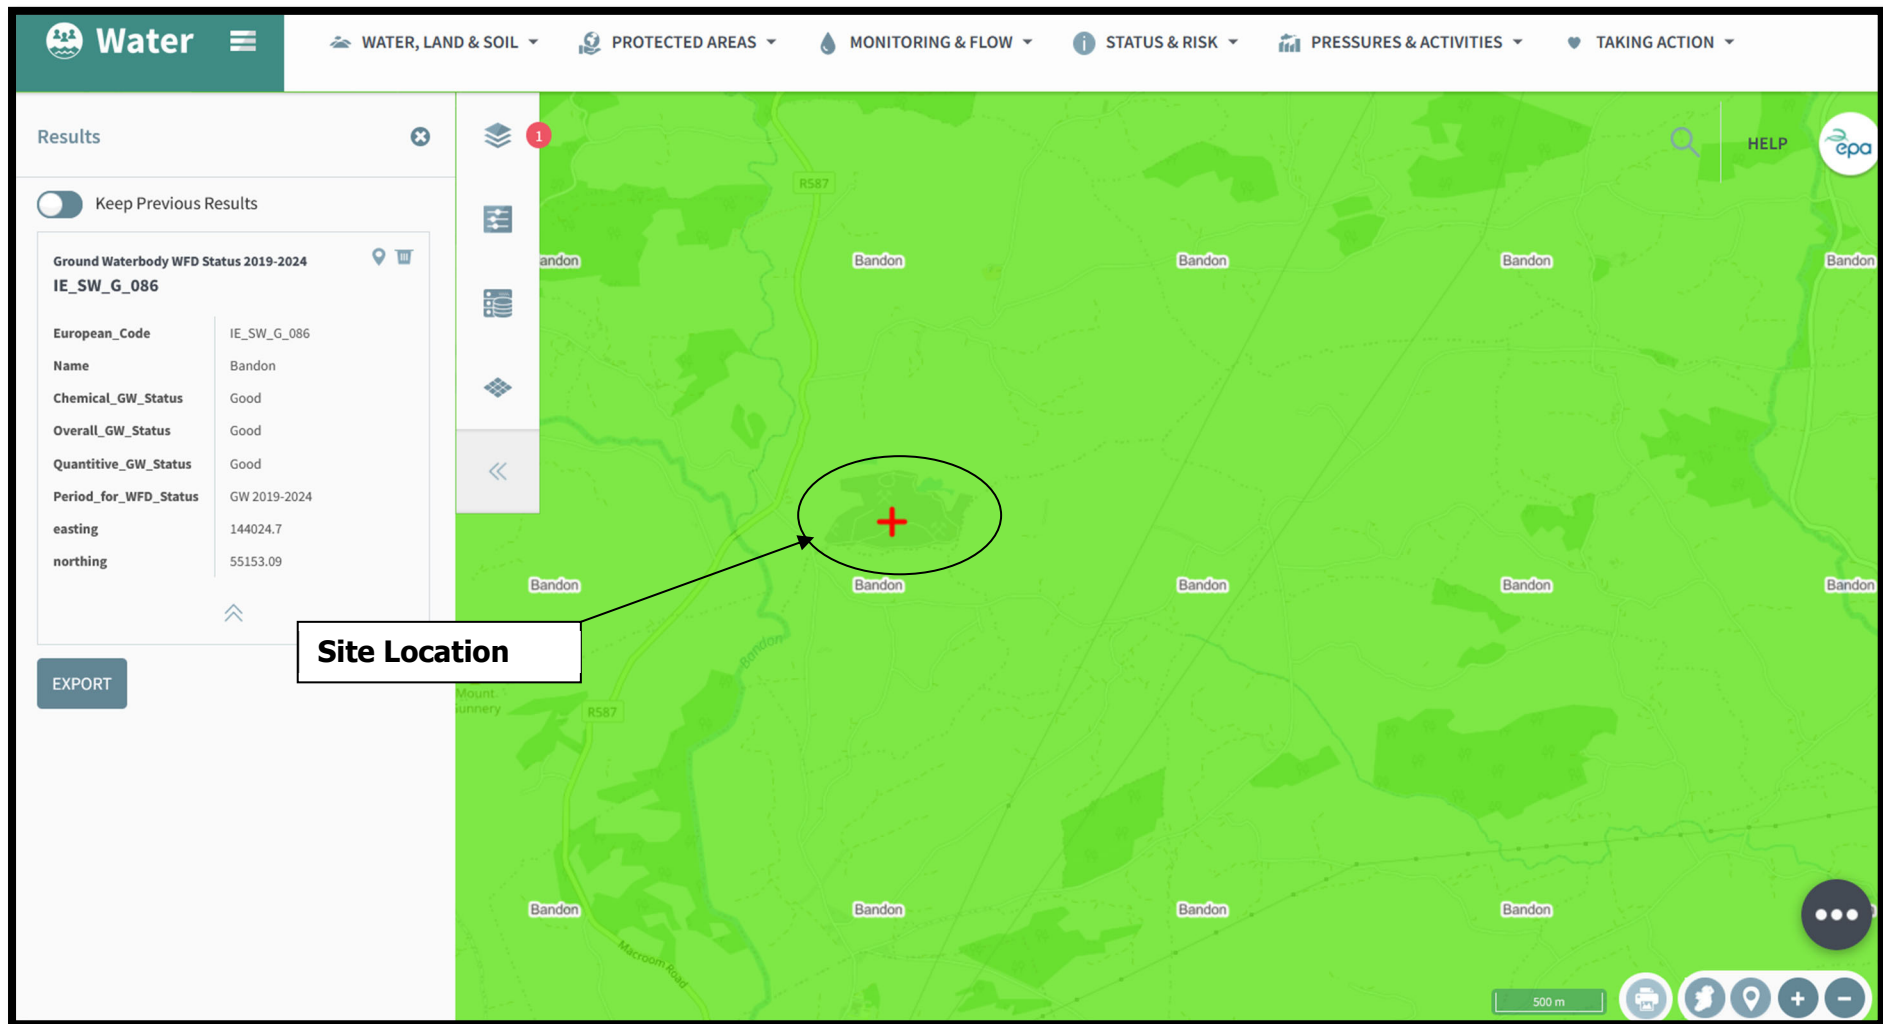 Water
WATER, LAND & SOIL
PROTECTED AREAS
MONITORING & FLOW
STATUS & RISK
PRESSURES & ACTIVITIES
TAKING ACTION
Results
1
HELP
epa
Keep Previous Results
Ground Waterbody WFD Status 2019-2024
IE_SW_G_086
European_Code IE_SW_G_086
Name Bandon
Chemical_GW_Status Good
Overall_GW_Status Good
Quantitive_GW_Status Good
Period_for_WFD_Status GW 2019-2024
easting 144024.7
northing 55153.09
EXPORT
Site Location
R587
andon Bandon Bandon Bandon Bandon
Bandon Bandon Bandon Bandon Bandon
Bandon
Mount
R587
Bandon Bandon Bandon Bandon
Macroom Road
500 m